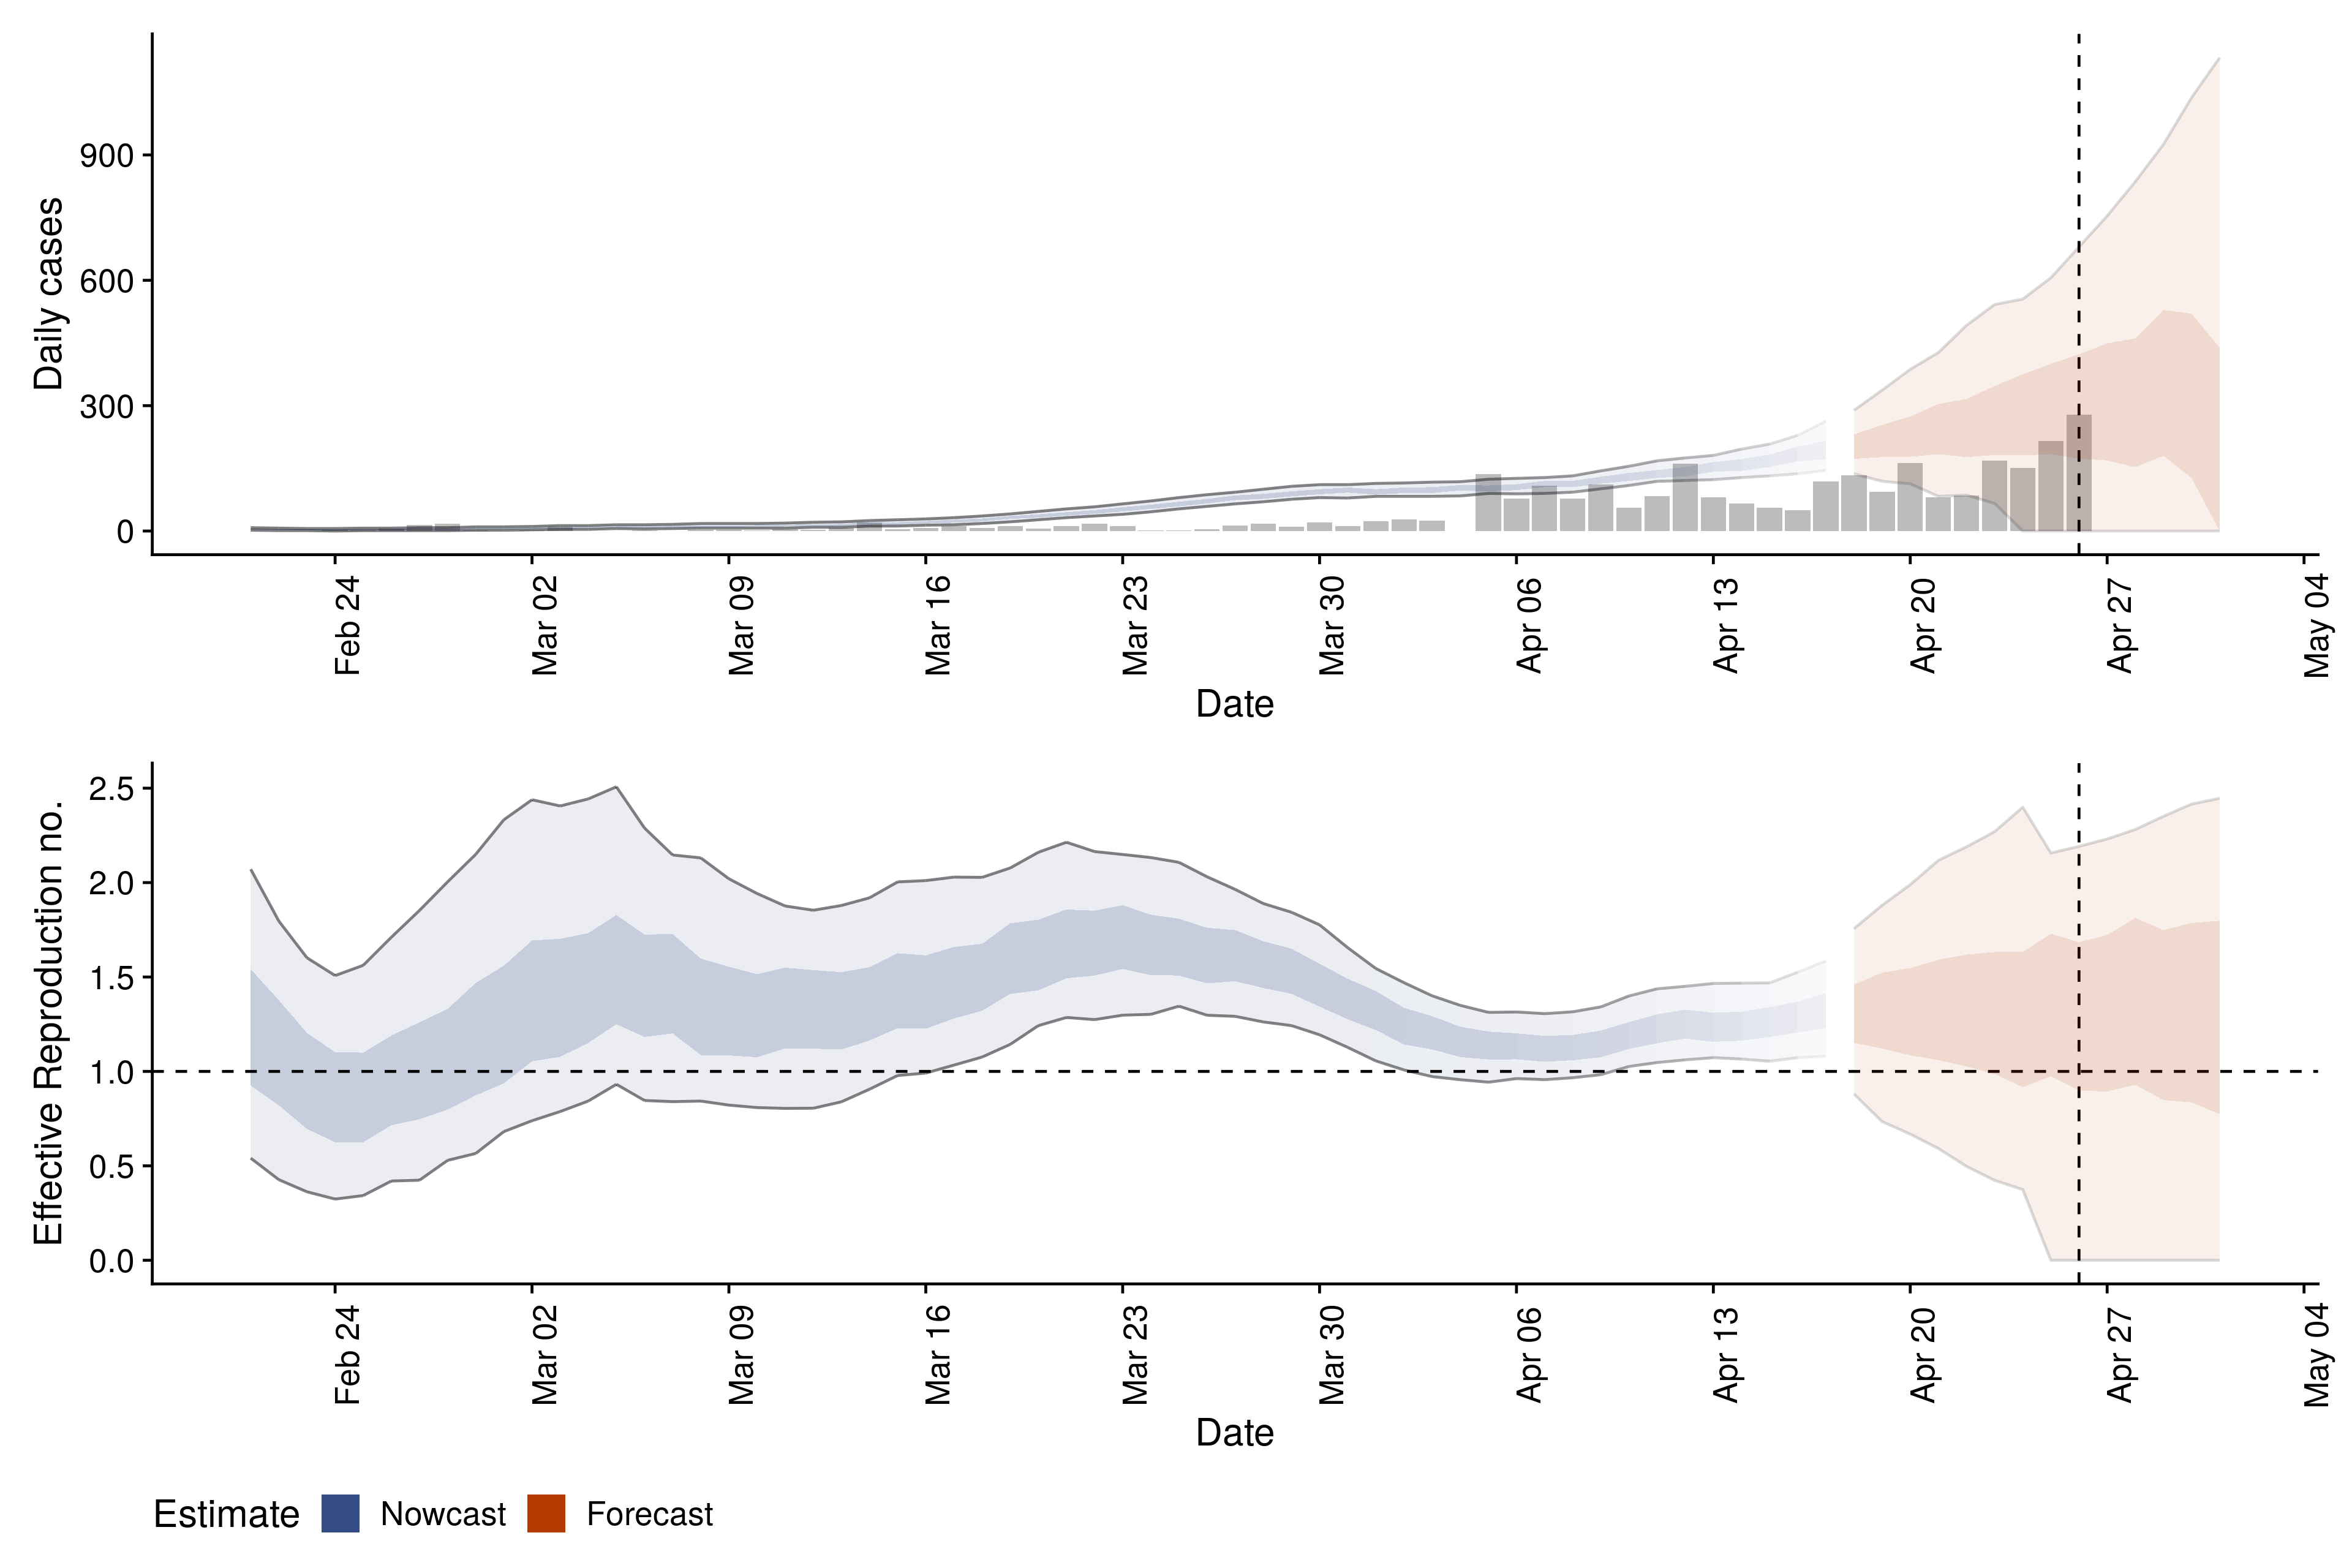 Daily cases
900
600
300
0
Feb 24
Mar 02
Mar 09
Mar 16
Mar 23
Mar 30
Apr 06
Apr 13
Apr 20
Apr 27
May 04
Date
Effective Reproduction no.
2.5
2.0
1.5
1.0
0.5
0.0
Feb 24
Mar 02
Mar 09
Mar 16
Mar 23
Mar 30
Apr 06
Apr 13
Apr 20
Apr 27
May 04
Date
Estimate Nowcast Forecast